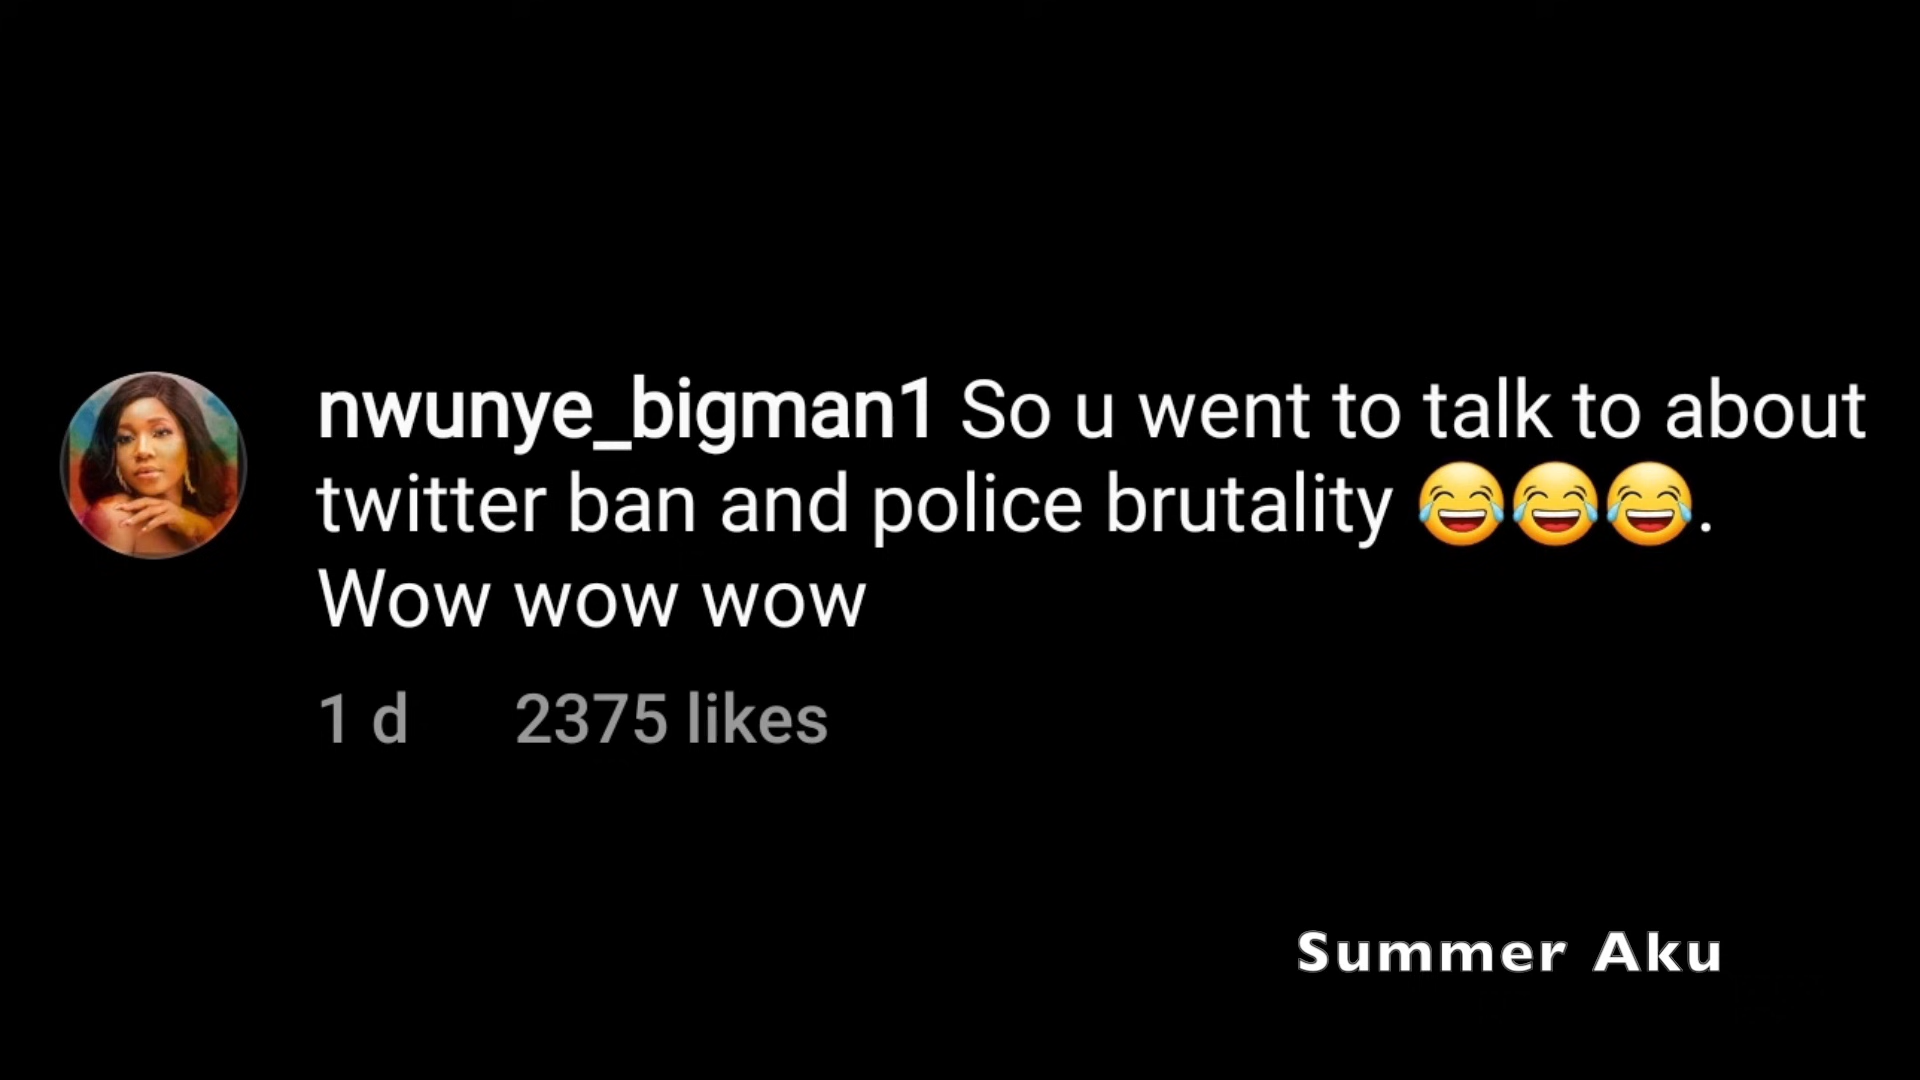 nwunye_bigman1 So u went to talk to about
twitter ban and police brutality 😂😂😂.
Wow wow wow
1 d 2375 likes
Summer Aku